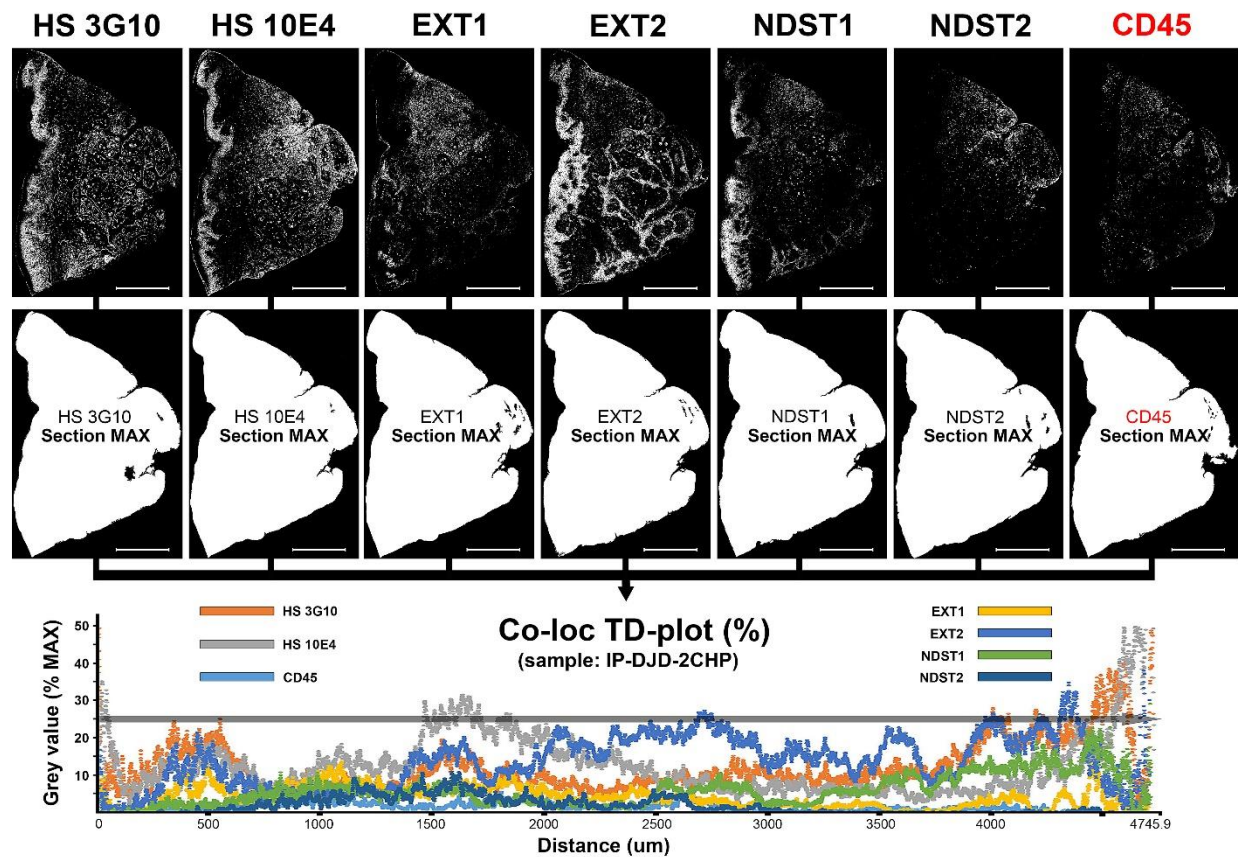 HS 3G10 HS 10E4 EXT1 EXT2 NDST1 NDST2 CD45
HS 3G10
Section MAX
HS 10E4
Section MAX
EXT1
Section MAX
EXT2
Section MAX
NDST1
Section MAX
NDST2
Section MAX
CD45
Section MAX
Co-loc TD-plot (%)
(sample: IP-DJD-2CHP)
HS 3G10
HS 10E4
CD45
EXT1
EXT2
NDST1
NDST2
Grey value (% MAX)
50
40
30
20
10
0 500 1000 1500 2000 2500 3000 3500 4000 4745.9
Distance (um)